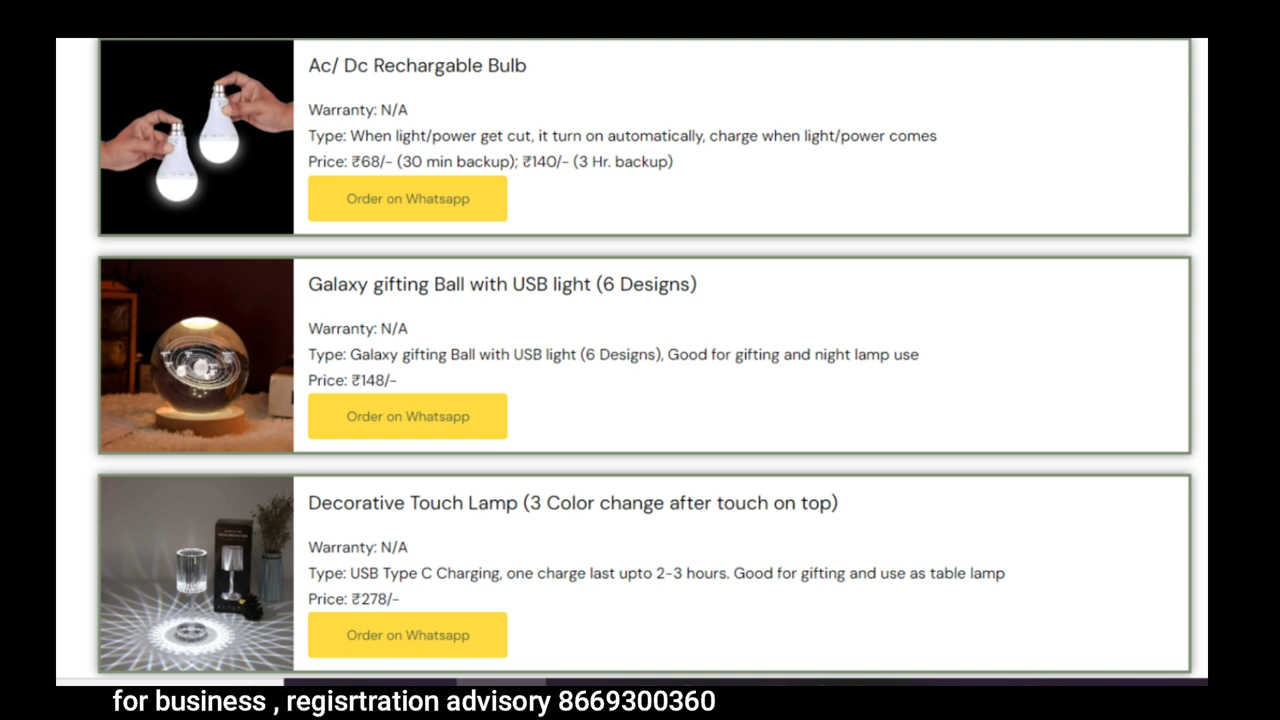 Ac/ Dc Rechargable Bulb
Warranty: N/A
Type: When light/power get cut, it turn on automatically, charge when light/power comes
Price: ₹68/- (30 min backup); ₹140/- (3 Hr. backup)
Order on Whatsapp
Galaxy gifting Ball with USB light (6 Designs)
Warranty: N/A
Type: Galaxy gifting Ball with USB light (6 Designs), Good for gifting and night lamp use
Price: ₹148/-
Order on Whatsapp
Decorative Touch Lamp (3 Color change after touch on top)
Warranty: N/A
Type: USB Type C Charging, one charge last upto 2-3 hours. Good for gifting and use as table lamp
Price: ₹278/-
Order on Whatsapp
for business , regisrtration advisory 8669300360